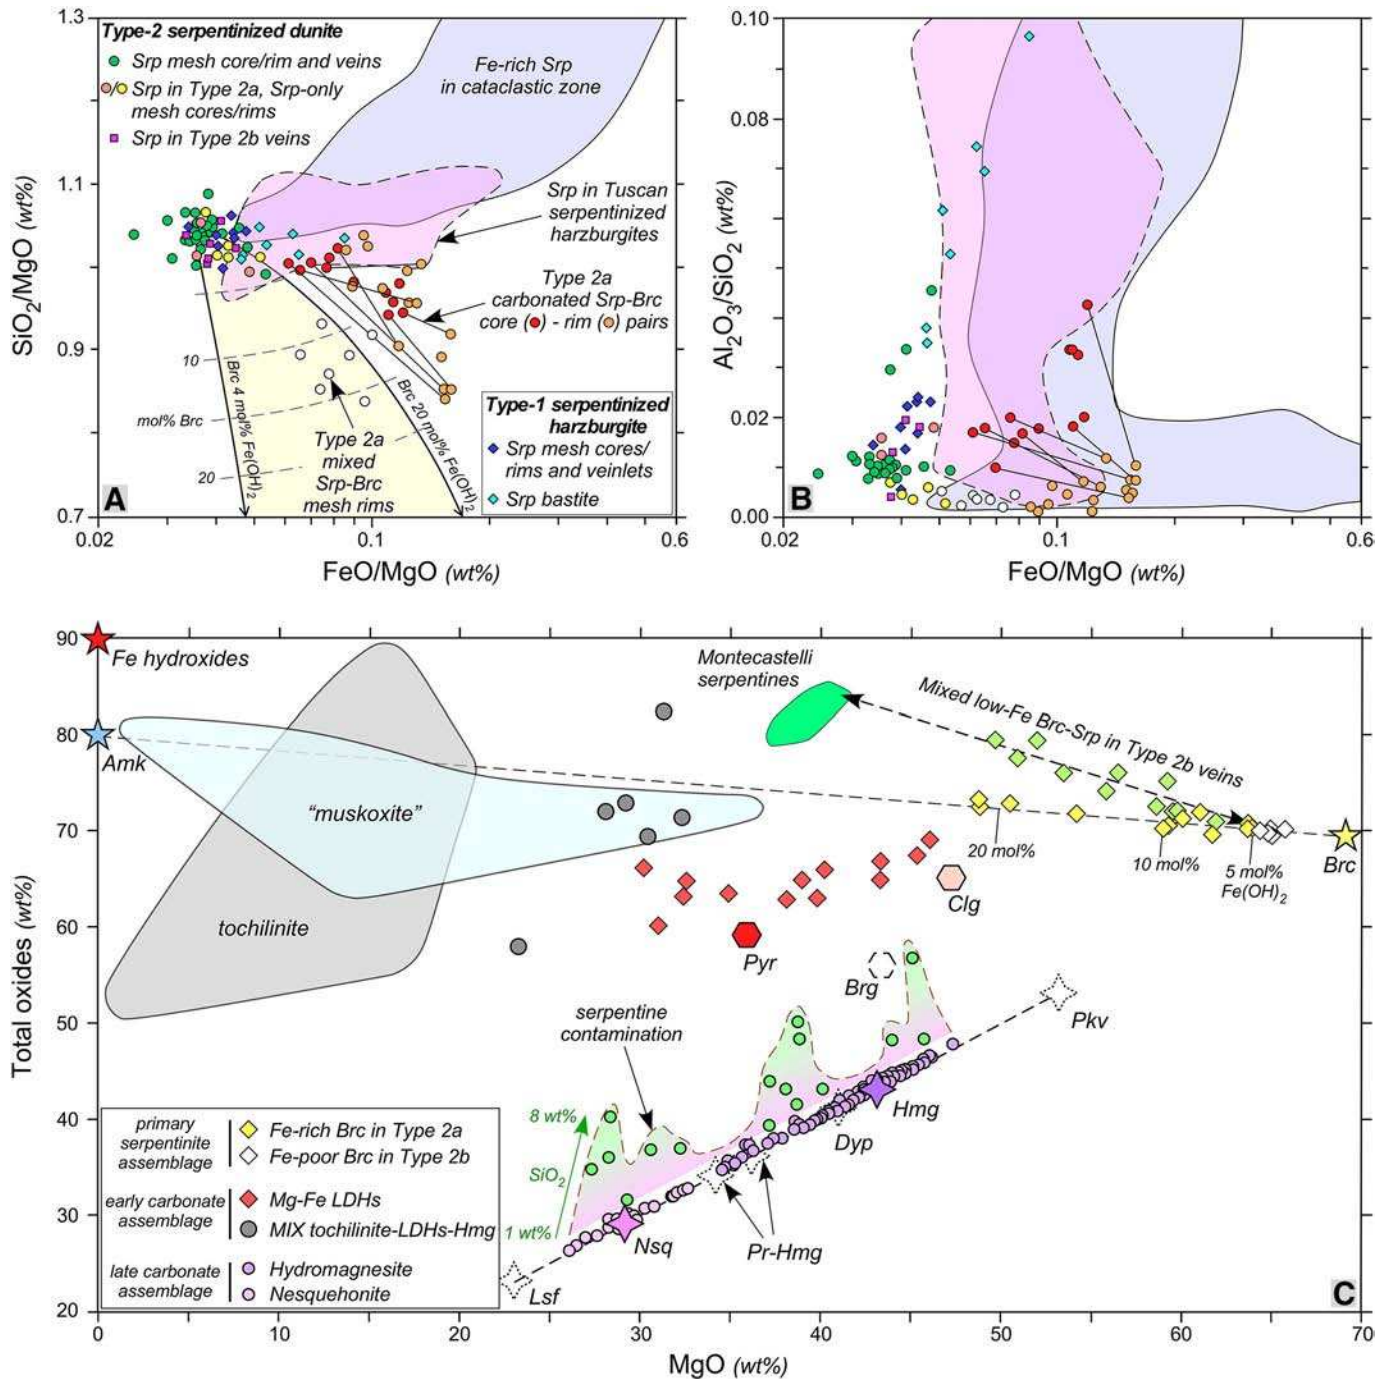 1.3
1.1
0.9
0.7
SiO2/MgO (wt%)
Type-2 serpentinized dunite
Srp mesh core/rim and veins
/ Srp in Type 2a, Srp-only
mesh cores/rims
Srp in Type 2b veins
Fe-rich Srp
in cataclastic zone
Srp in Tuscan
serpentinized
harzburgites
Type 2a
carbonated Srp-Brc
core (●) - rim (●) pairs
10
mol% Brc
20
Brc 4 mol% Fe(OH)2
Brc 20 mol% Fe(OH)2
Type 2a
mixed
Srp-Brc
mesh rims
Type-1 serpentinized
harzburgite
Srp mesh cores/
rims and veinlets
Srp bastite
A
0.02
0.1
0.6
FeO/MgO (wt%)
0.10
0.08
0.02
0.00
Al2O3/SiO2 (wt%)
B
0.02
0.1
0.6
FeO/MgO (wt%)
90
80
70
60
50
40
30
20
Total oxides (wt%)
Fe hydroxides
Amk
"muskoxite"
tochilinite
Montecastelli
serpentines
Mixed low-Fe Brc-Srp in Type 2b veins
20 mol%
10 mol%
5 mol%
Fe(OH)2
Brc
Clg
Pyr
Brg
Pkv
serpentine
contamination
Hmg
Dyp
Pr-Hmg
Nsq
Lsf
8 wt%
SiO2
1 wt%
primary
serpentinite
assemblage
Fe-rich Brc in Type 2a
Fe-poor Brc in Type 2b
early carbonate
assemblage
Mg-Fe LDHs
MIX tochilinite-LDHs-Hmg
late carbonate
assemblage
Hydromagnesite
Nesquehonite
C
0
10
20
30
40
50
60
70
MgO (wt%)